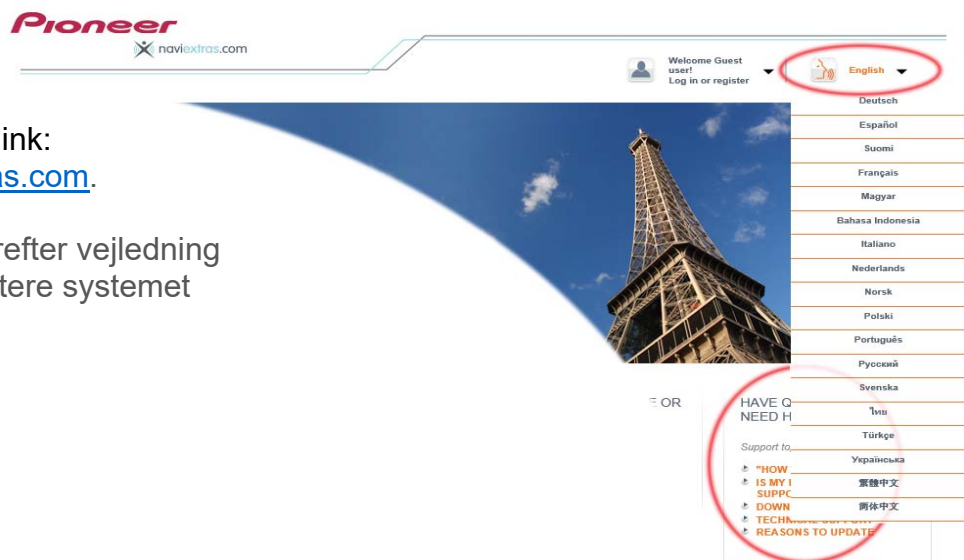 Pioneer
naviextras.com
Welcome Guest
user!
Log in or register
English
Deutsch
Español
Suomi
Français
Magyar
Bahasa Indonesia
Italiano
Nederlands
Norsk
Polski
Português
Русский
Svenska
ไทย
Türkçe
Українська
繁體中文
简体中文
ink:
as.com.
refter vejledning
tere systemet
E OR
HAVE Q
NEED H
Support to
"HOW
IS MY
SUPPO
DOWN
TECHNICAL SUPPORT
REASONS TO UPDATE